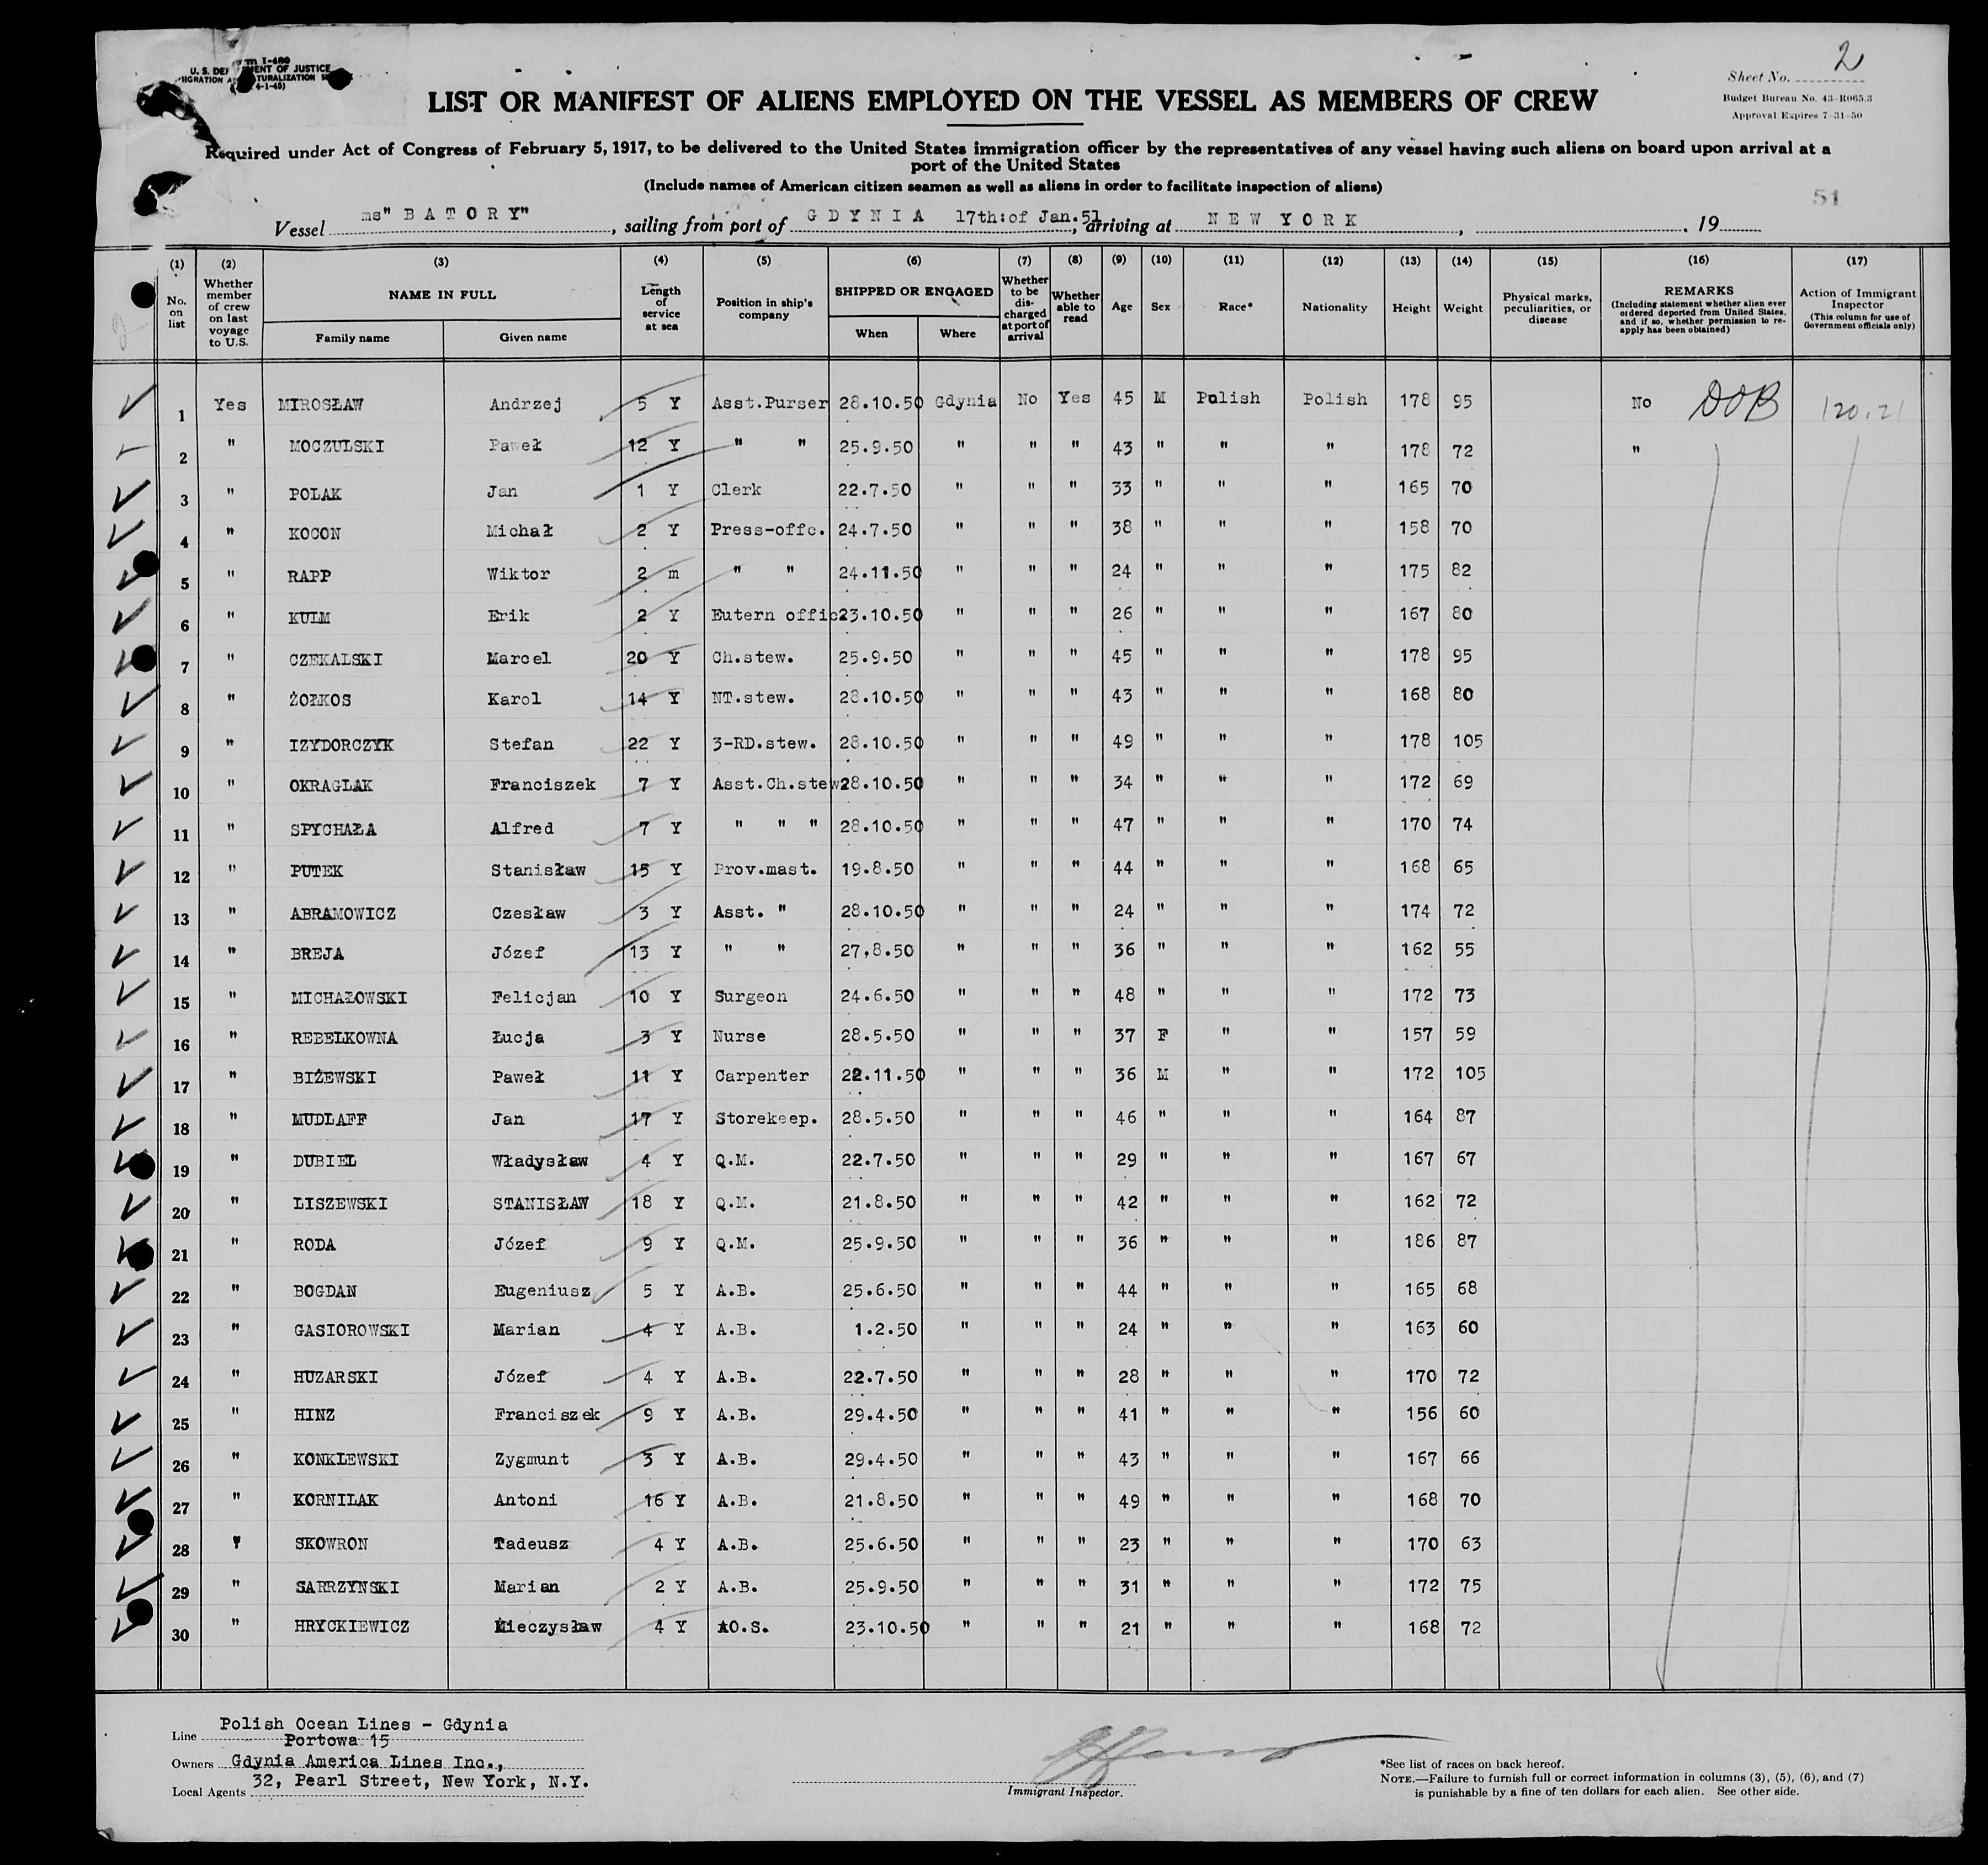 Form I-480
U. S. DEPARTMENT OF JUSTICE
IMMIGRATION AND NATURALIZATION SERVICE
4-1-45)
Sheet No. 2
Budget Bureau No. 43-R065.3
Approval Expires 7-31-50
LIST OR MANIFEST OF ALIENS EMPLOYED ON THE VESSEL AS MEMBERS OF CREW
Required under Act of Congress of February 5, 1917, to be delivered to the United States immigration officer by the representatives of any vessel having such aliens on board upon arrival at a
port of the United States
(Include names of American citizen seamen as well as aliens in order to facilitate inspection of aliens)
51
Vessel ms" B A T O R Y" , sailing from port of G D Y N I A 17th:of Jan.51, arriving at N E W Y O R K , 19
(1) No. on list (2) Whether member of crew on last voyage to U.S. (3) NAME IN FULL Family name Given name (4) Length of service at sea (5) Position in ship's company (6) SHIPPED OR ENGAGED When Where (7) Whether to be discharged at port of arrival (8) Whether able to read (9) Age (10) Sex (11) Race* (12) Nationality (13) Height (14) Weight (15) Physical marks, peculiarities, or disease (16) REMARKS (Including statement whether alien ever ordered deported from United States, and if so, whether permission to re-apply has been obtained) (17) Action of Immigrant Inspector (This column for use of Government officials only)
1 Yes MIROSŁAW Andrzej 5 Y Asst.Purser 28.10.50 Gdynia No Yes 45 M Polish Polish 178 95 No DOB
2 " MOCZULSKI Paweł 12 Y " " 25.9.50 " " " 43 " " " 178 72 "
3 " POLAK Jan 1 Y Clerk 22.7.50 " " " 33 " " " 165 70
4 " KOCON Michał 2 Y Press-offc. 24.7.50 " " " 38 " " " 158 70
5 " RAPP Wiktor 2 m " " 24.11.50 " " " 24 " " " 175 82
6 " KULM Erik 2 Y Eutern offic 23.10.50 " " " 26 " " " 167 80
7 " CZEKALSKI Marcel 20 Y Ch.stew. 25.9.50 " " " 45 " " " 178 95
8 " ŻOŁKOS Karol 14 Y NT.stew. 28.10.50 " " " 43 " " " 168 80
9 " IZYDORCZYK Stefan 22 Y 3-RD.stew. 28.10.50 " " " 49 " " " 178 105
10 " OKRAGLAK Franciszek 7 Y Asst.Ch.stew 28.10.50 " " " 34 " " " 172 69
11 " SPYCHAŁA Alfred 7 Y " " " 28.10.50 " " " 47 " " " 170 74
12 " PUTEK Stanisław 15 Y Prov.mast. 19.8.50 " " " 44 " " " 168 65
13 " ABRAMOWICZ Czesław 3 Y Asst. " 28.10.50 " " " 24 " " " 174 72
14 " BREJA Józef 13 Y " " 27,8.50 " " " 36 " " " 162 55
15 " MICHAŁOWSKI Felicjan 10 Y Surgeon 24.6.50 " " " 48 " " " 172 73
16 " REBELKOWNA Łucja 3 Y Nurse 28.5.50 " " " 37 F " " 157 59
17 " BIŻEWSKI Paweł 11 Y Carpenter 22.11.50 " " " 36 M " " 172 105
18 " MUDLAFF Jan 17 Y Storekeep. 28.5.50 " " " 46 " " " 164 87
19 " DUBIEL Władysław 4 Y Q.M. 22.7.50 " " " 29 " " " 167 67
20 " LISZEWSKI STANISŁAW 18 Y Q.M. 21.8.50 " " " 42 " " " 162 72
21 " RODA Józef 9 Y Q.M. 25.9.50 " " " 36 " " " 186 87
22 " BOGDAN Eugeniusz 5 Y A.B. 25.6.50 " " " 44 " " " 165 68
23 " GASIOROWSKI Marian 4 Y A.B. 1.2.50 " " " 24 " " " 163 60
24 " HUZARSKI Józef 4 Y A.B. 22.7.50 " " " 28 " " " 170 72
25 " HINZ Franciszek 9 Y A.B. 29.4.50 " " " 41 " " " 156 60
26 " KONKLEWSKI Zygmunt 3 Y A.B. 29.4.50 " " " 43 " " " 167 66
27 " KORNILAK Antoni 16 Y A.B. 21.8.50 " " " 49 " " " 168 70
28 " SKOWRON Tadeusz 4 Y A.B. 25.6.50 " " " 23 " " " 170 63
29 " SARRZYNSKI Marian 2 Y A.B. 25.9.50 " " " 31 " " " 172 75
30 " HRYCKIEWICZ Mieczysław 4 Y O.S. 23.10.50 " " " 21 " " " 168 72
Line Polish Ocean Lines - Gdynia
Portowa 15
Owners Gdynia America Lines Inc.,
Local Agents 32, Pearl Street, New York, N.Y.
Immigrant Inspector.
*See list of races on back hereof.
NOTE.—Failure to furnish full or correct information in columns (3), (5), (6), and (7)
is punishable by a fine of ten dollars for each alien. See other side.